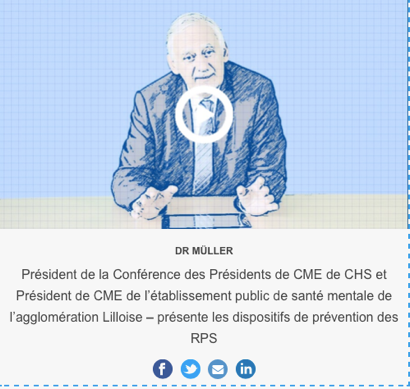 DR MÜLLER
Président de la Conférence des Présidents de CME de CHS et
Président de CME de l’établissement public de santé mentale de
l’agglomération Lilloise – présente les dispositifs de prévention des
RPS